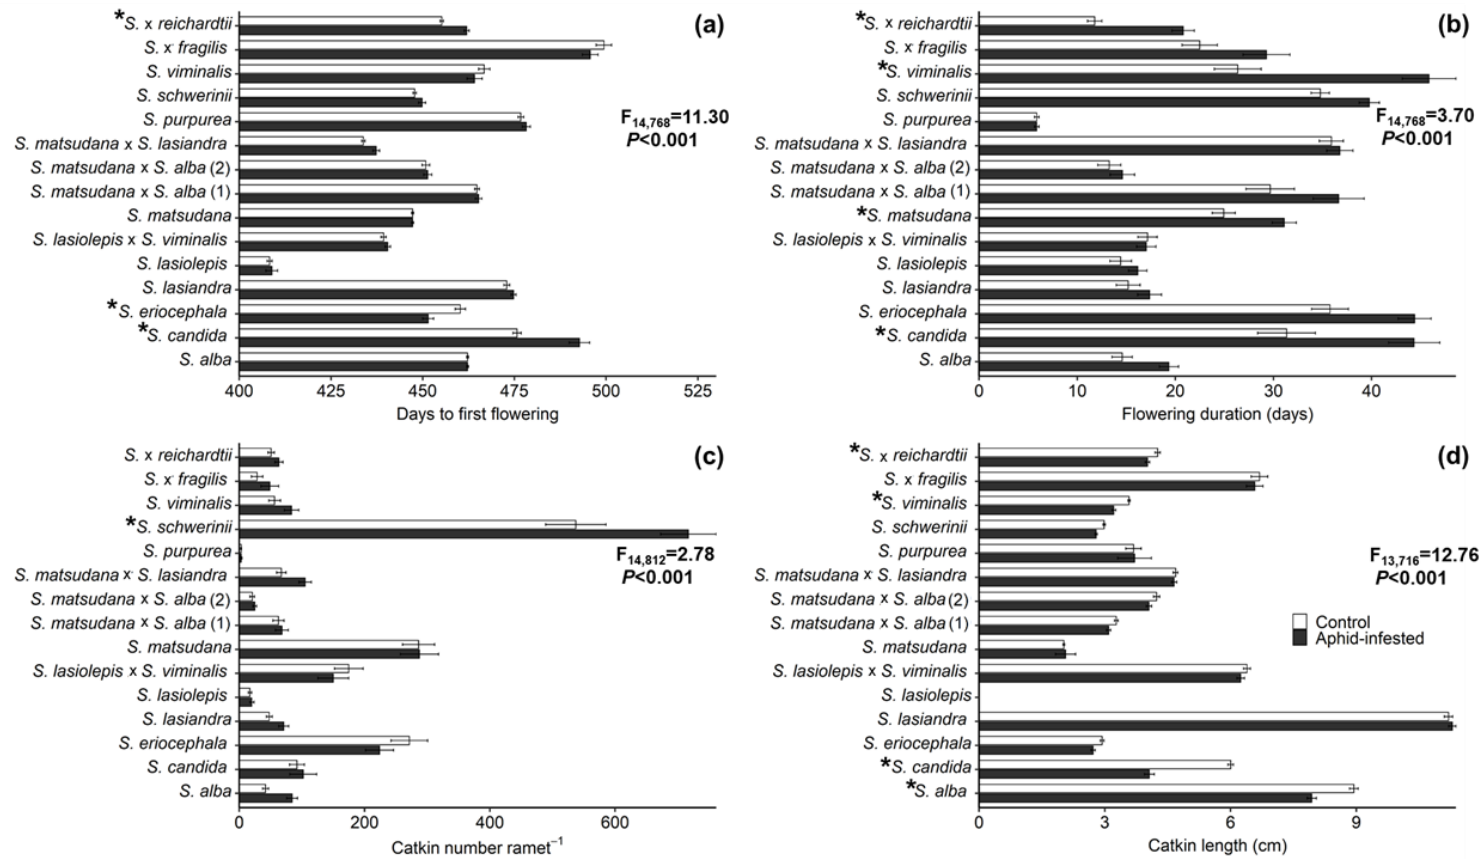 (a)
*S. x reichardtii
S. x fragilis
S. viminalis
S. schwerinii
S. purpurea
S. matsudana x S. lasiandra
S. matsudana x S. alba (2)
S. matsudana x S. alba (1)
S. matsudana
S. lasiolepis x S. viminalis
S. lasiolepis
S. lasiandra
*S. eriocephala
*S. candida
S. alba
F14,768=11.30
P<0.001
400 425 450 475 500 525
Days to first flowering
(b)
*S. x reichardtii
S. x fragilis
*S. viminalis
S. schwerinii
S. purpurea
S. matsudana x S. lasiandra
S. matsudana x S. alba (2)
S. matsudana x S. alba (1)
*S. matsudana
S. lasiolepis x S. viminalis
S. lasiolepis
S. lasiandra
S. eriocephala
*S. candida
S. alba
F14,768=3.70
P<0.001
0 10 20 30 40
Flowering duration (days)
(c)
S. x reichardtii
S. x fragilis
S. viminalis
*S. schwerinii
S. purpurea
S. matsudana x S. lasiandra
S. matsudana x S. alba (2)
S. matsudana x S. alba (1)
S. matsudana
S. lasiolepis x S. viminalis
S. lasiolepis
S. lasiandra
S. eriocephala
S. candida
S. alba
F14,812=2.78
P<0.001
0 200 400 600
Catkin number ramet⁻¹
(d)
*S. x reichardtii
S. x fragilis
*S. viminalis
S. schwerinii
S. purpurea
S. matsudana x S. lasiandra
S. matsudana x S. alba (2)
S. matsudana x S. alba (1)
S. matsudana
S. lasiolepis x S. viminalis
S. lasiolepis
S. lasiandra
S. eriocephala
*S. candida
*S. alba
F13,716=12.76
P<0.001
Control
Aphid-infested
0 3 6 9
Catkin length (cm)